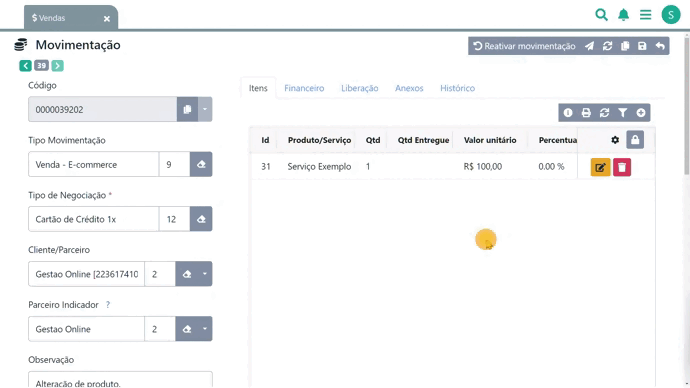 $ Vendas ×
S
Movimentação
Reativar movimentação
39
Código
0000039202
Tipo Movimentação
Venda - E-commerce 9
Tipo de Negociação *
Cartão de Crédito 1x 12
Cliente/Parceiro
Gestao Online [223617410 2
Parceiro Indicador ?
Gestao Online 2
Observação
Alteração de produto.
Itens Financeiro Liberação Anexos Histórico
Id Produto/Serviço Qtd Qtd Entregue Valor unitário Percentua
31 Serviço Exemplo 1 R$ 100,00 0.00 %